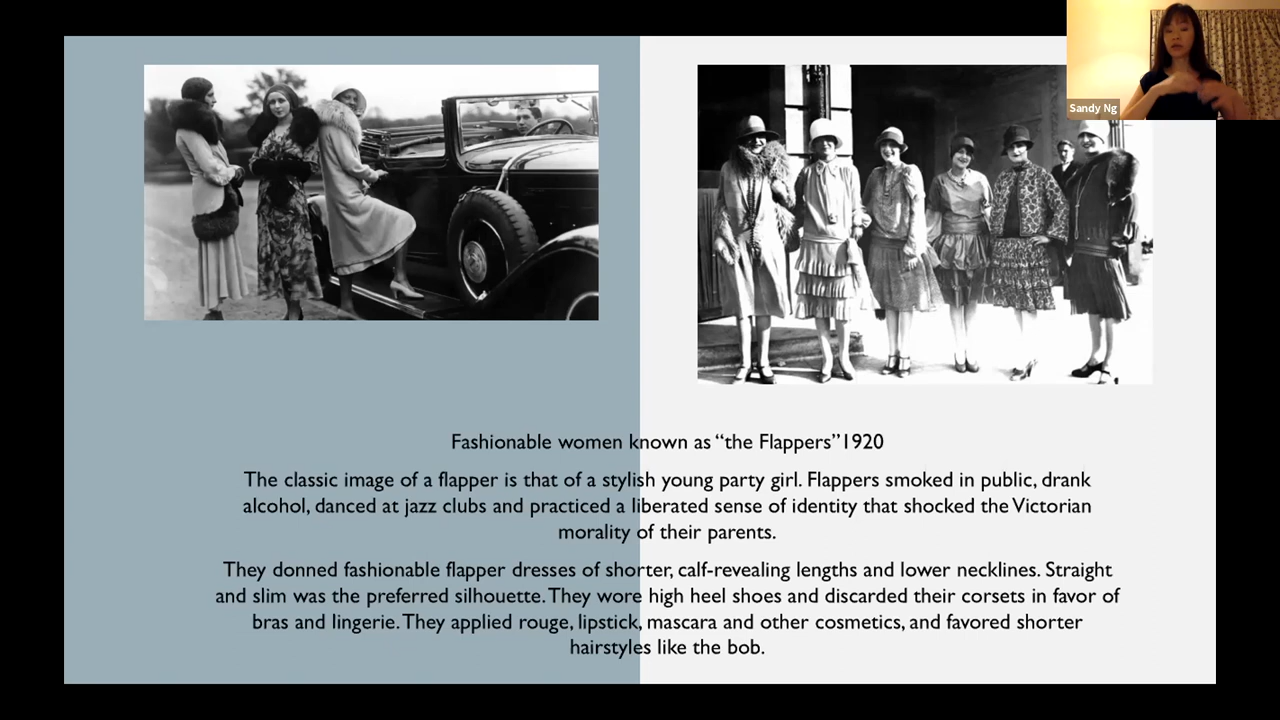 Sandy Ng
Fashionable women known as “the Flappers”1920
The classic image of a flapper is that of a stylish young party girl. Flappers smoked in public, drank
alcohol, danced at jazz clubs and practiced a liberated sense of identity that shocked the Victorian
morality of their parents.
They donned fashionable flapper dresses of shorter, calf-revealing lengths and lower necklines. Straight
and slim was the preferred silhouette. They wore high heel shoes and discarded their corsets in favor of
bras and lingerie. They applied rouge, lipstick, mascara and other cosmetics, and favored shorter
hairstyles like the bob.